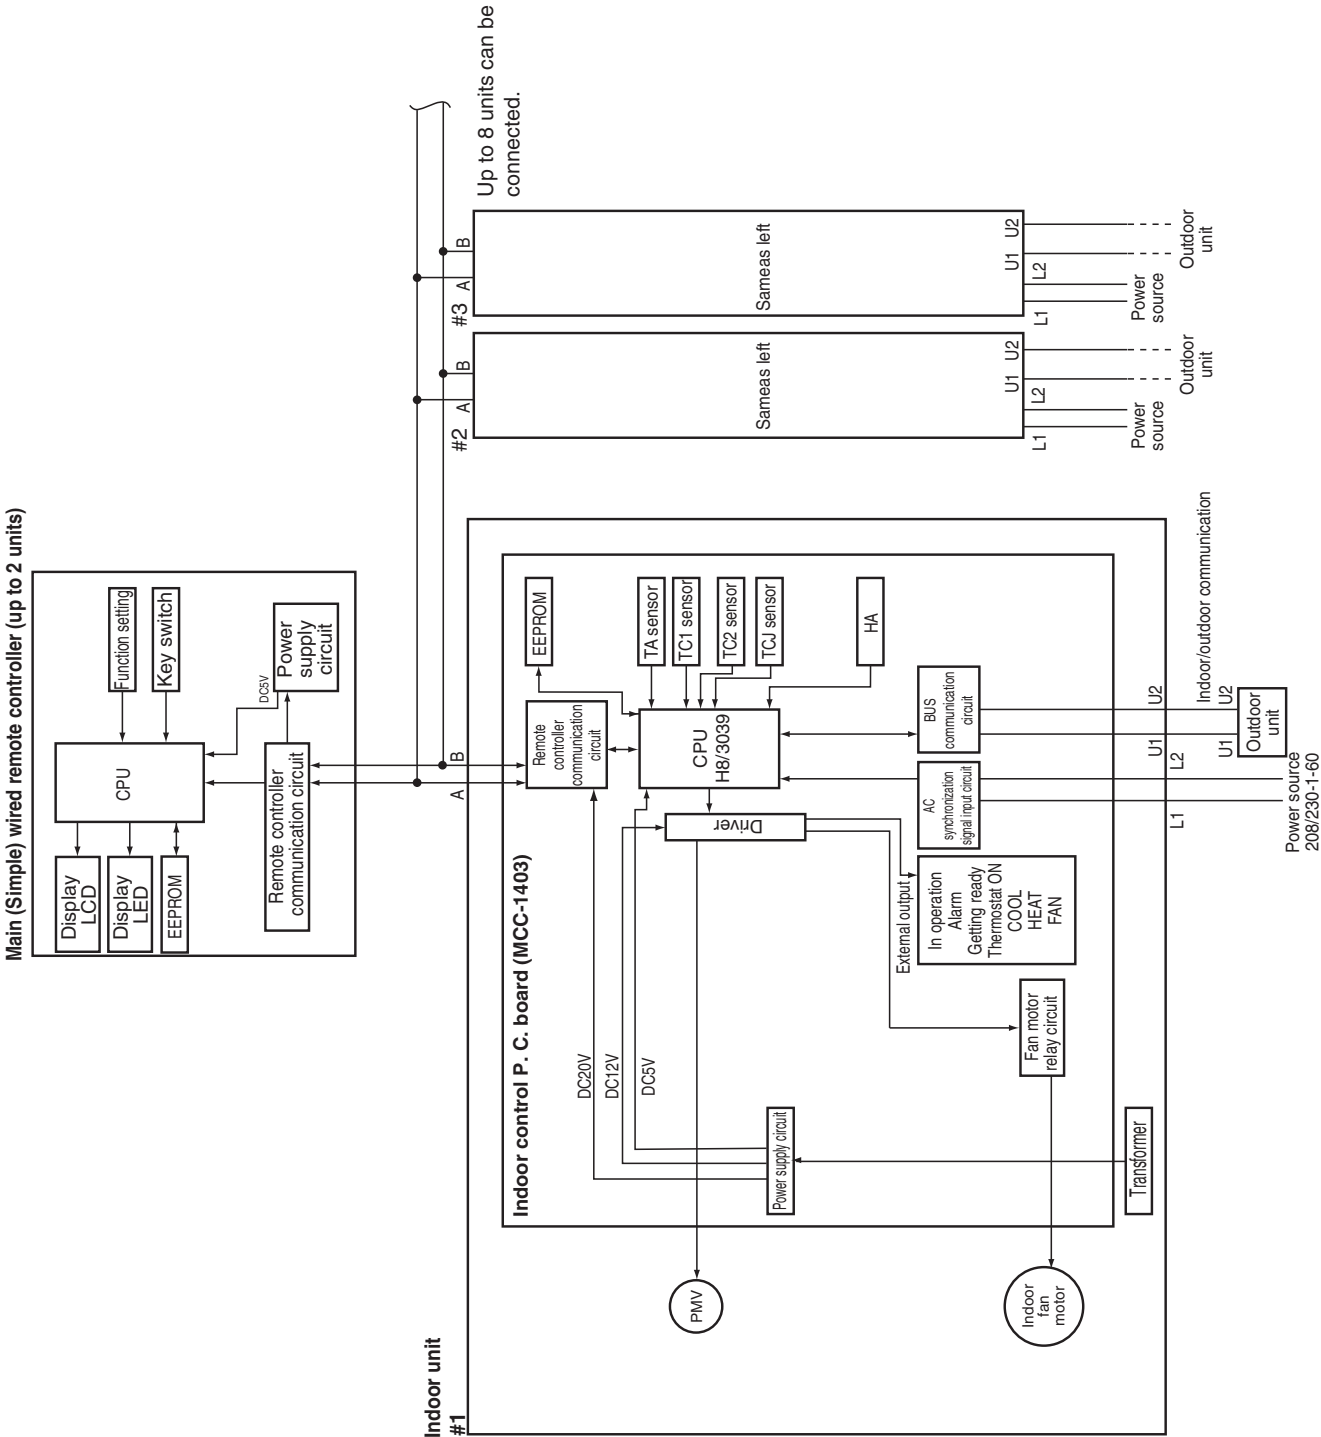 Main (Simple) wired remote controller (up to 2 units)
Display
LCD
Display
LED
EEPROM
CPU
Function setting
Key switch
DC5V
Power
supply
circuit
Remote controller
communication circuit
A
B
Up to 8 units can be
connected.
Indoor unit
#1
Indoor control P. C. board (MCC-1403)
DC20V
DC12V
DC5V
Remote
controller
communication
circuit
EEPROM
TA sensor
TC1 sensor
TC2 sensor
TCJ sensor
HA
CPU
H8/3039
Driver
PMV
Power supply circuit
Transformer
Fan motor
relay circuit
Indoor
fan
motor
External output
In operation
Alarm
Getting ready
Thermostat ON
COOL
HEAT
FAN
AC
synchronization
signal input circuit
BUS
communication
circuit
L1
L2
U1
U2
Indoor/outdoor communication
U1
U2
Outdoor
unit
Power source
208/230-1-60
#2
A
B
Sameas left
L1
L2
U1
U2
Power
source
Outdoor
unit
#3
A
B
Sameas left
L1
L2
U1
U2
Power
source
Outdoor
unit